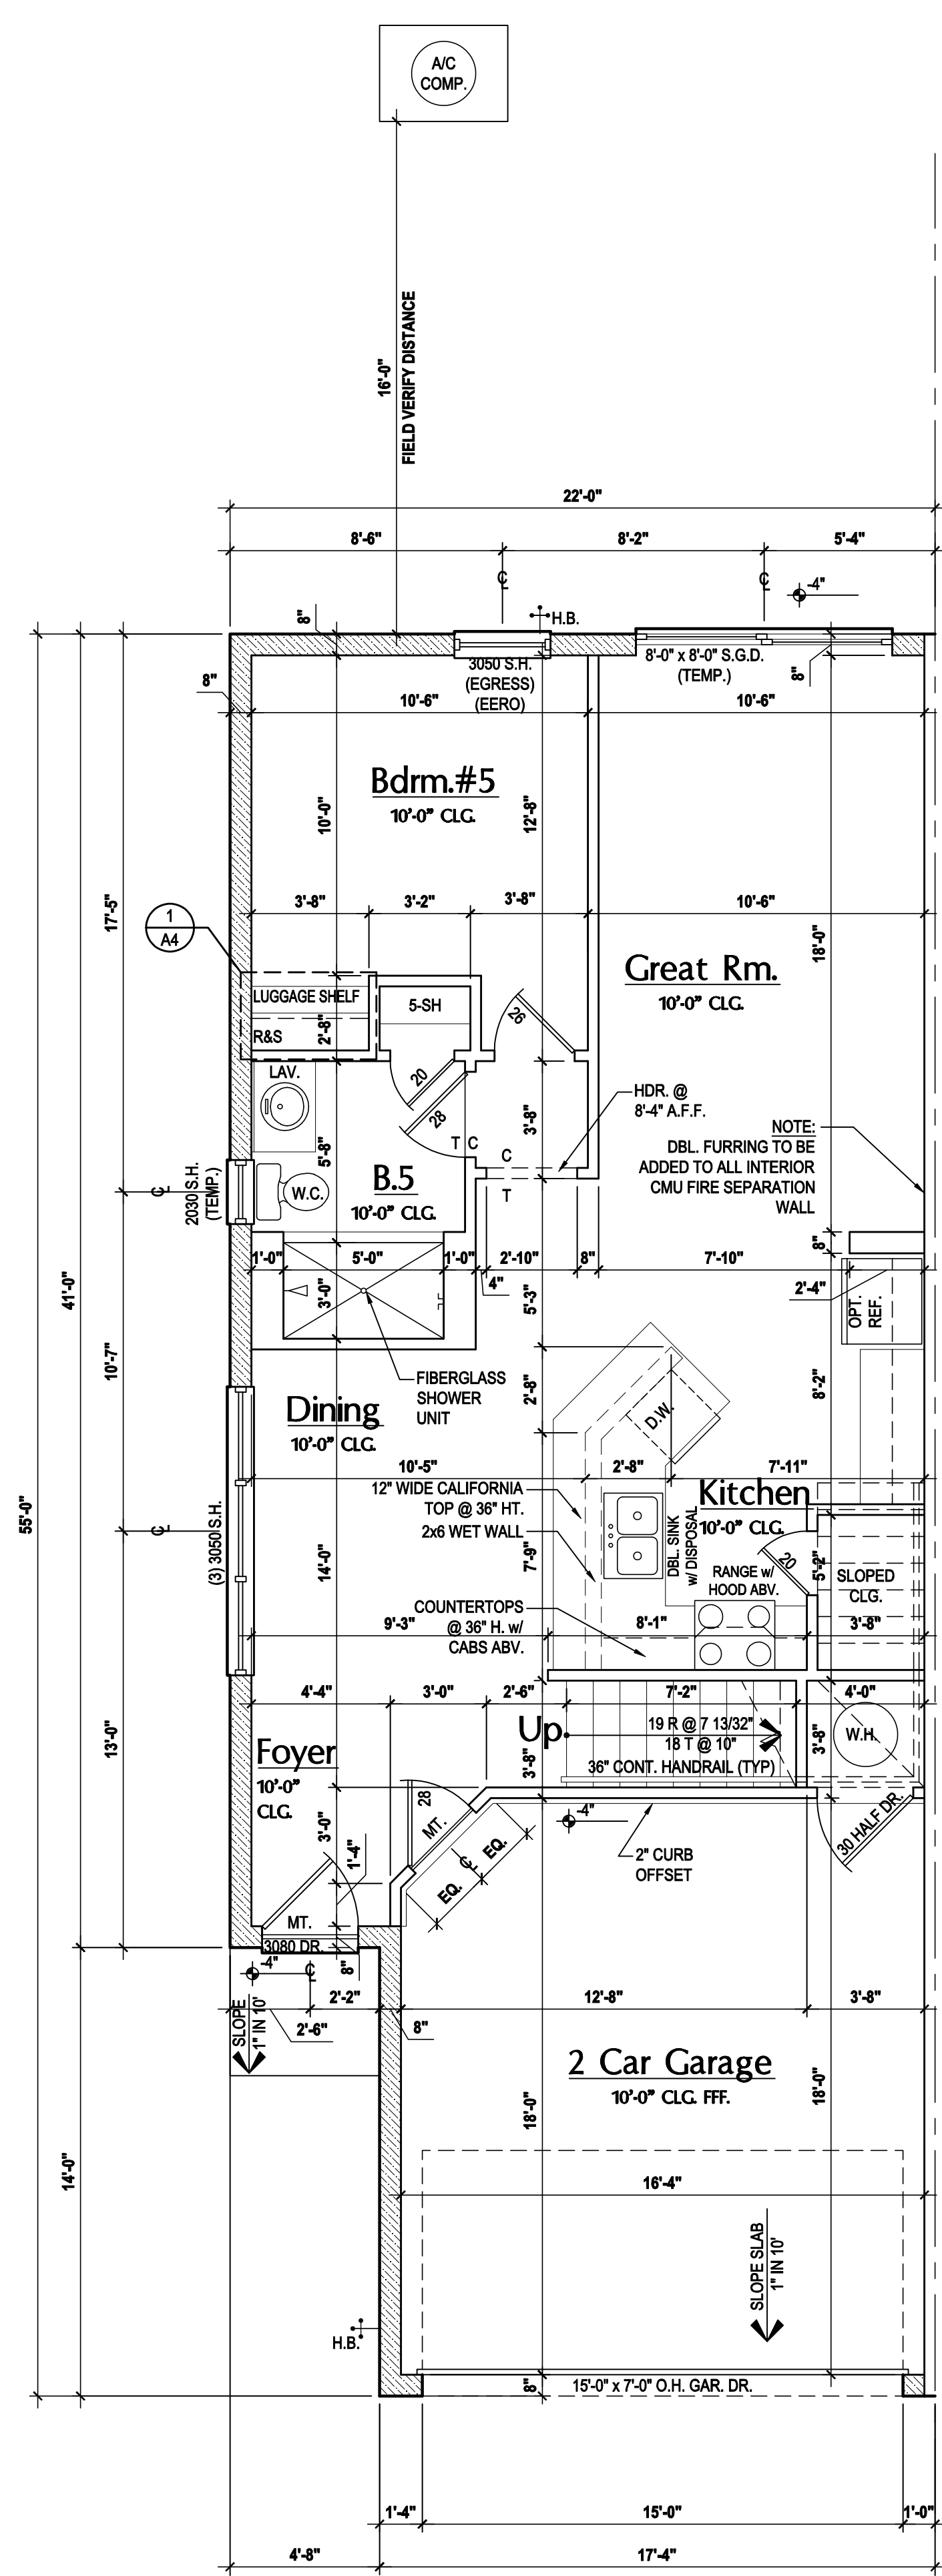 A/C
COMP.
16'-0"
FIELD VERIFY DISTANCE
22'-0"
8'-6"
8'-2"
5'-4"
C L
C L
-4"
8"
H.B.
3050 S.H.
(EGRESS)
(EERO)
8'-0" x 8'-0" S.G.D.
(TEMP.)
8"
8"
10'-6"
10'-6"
Bdrm.#5
10'-0" CLG.
10'-0"
12'-8"
17'-5"
3'-8"
3'-2"
3'-8"
10'-6"
1
A4
18'-0"
Great Rm.
10'-0" CLG.
LUGGAGE SHELF
5-SH
26
R&S
2'-8"
LAV.
20
28
HDR. @
8'-4" A.F.F.
3'-8"
NOTE:
DBL. FURRING TO BE
ADDED TO ALL INTERIOR
CMU FIRE SEPARATION
WALL
T C
C
5'-8"
B.5
10'-0" CLG.
T
W.C.
C L
2030 S.H.
(TEMP.)
8"
1'-0"
5'-0"
1'-0"
2'-10"
8"
7'-10"
4"
2'-4"
3'-0"
5'-3"
OPT.
REF.
41'-0"
10'-7"
FIBERGLASS
SHOWER
UNIT
2'-8"
8'-2"
Dining
10'-0" CLG.
D.W.
10'-5"
2'-8"
7'-11"
12" WIDE CALIFORNIA
TOP @ 36" HT.
2x6 WET WALL
Kitchen
10'-0" CLG.
55'-0"
C L
(3) 3050 S.H.
14'-0"
7'-9"
DBL. SINK
w/ DISPOSAL
20
5'-2"
RANGE w/
HOOD ABV.
SLOPED
CLG.
COUNTERTOPS
@ 36" H. w/
CABS ABV.
9'-3"
8'-1"
3'-8"
4'-4"
3'-0"
2'-6"
7'-2"
4'-0"
13'-0"
Up
19 R @ 7 13/32"
18 T @ 10"
36" CONT. HANDRAIL (TYP)
W.H.
3'-8"
3'-8"
Foyer
10'-0"
CLG.
28
MT.
-4"
30 HALF DR.
3'-0"
1'-4"
EQ.
C L
EQ.
2" CURB
OFFSET
MT.
3080 DR.
-4"
C L
8"
2'-2"
12'-8"
3'-8"
SLOPE
1" IN 10'
2'-6"
8"
2 Car Garage
10'-0" CLG. FFF.
18'-0"
18'-0"
14'-0"
16'-4"
SLOPE SLAB
1" IN 10'
H.B.
8"
15'-0" x 7'-0" O.H. GAR. DR.
1'-4"
15'-0"
1'-0"
4'-8"
17'-4"